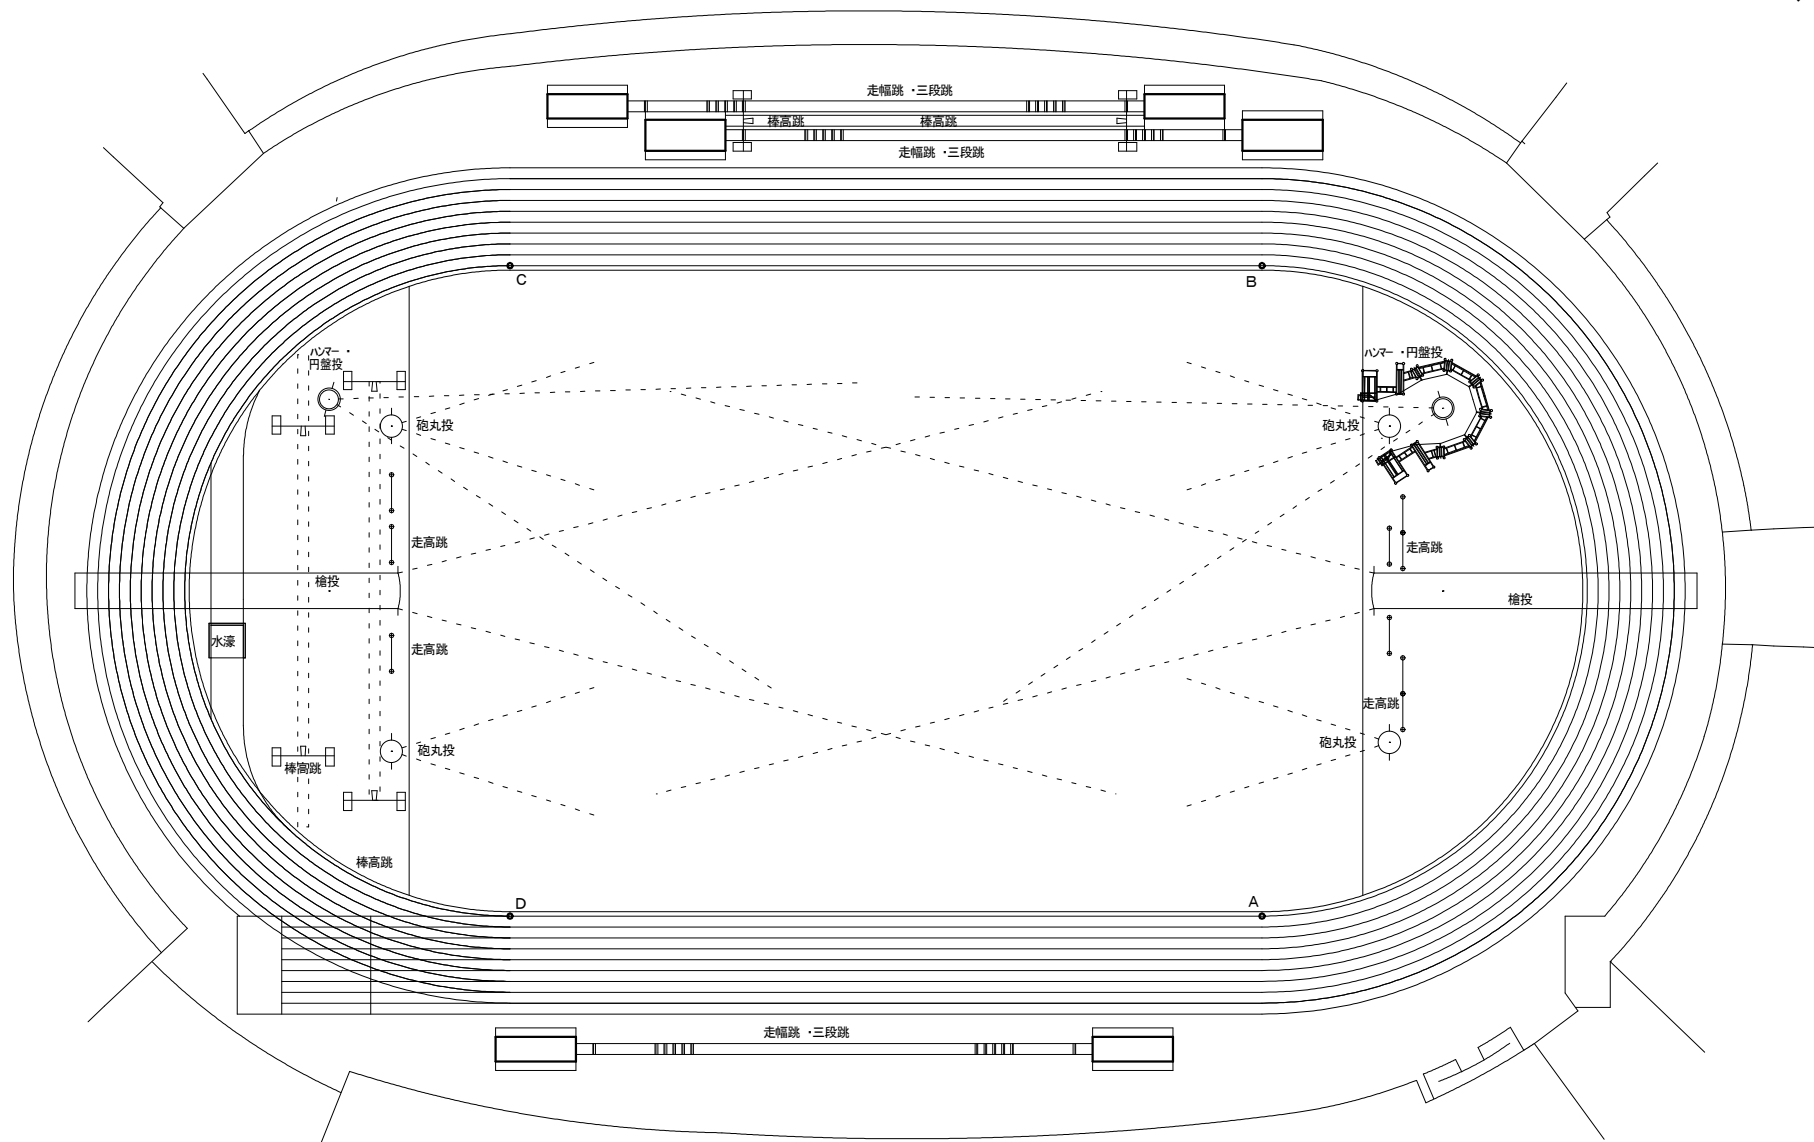 走幅跳・三段跳
棒高跳
棒高跳
走幅跳・三段跳
C
B
ハンマー・
円盤投
ハンマー・円盤投
砲丸投
砲丸投
走高跳
走高跳
槍投
槍投
水濠
走高跳
走高跳
砲丸投
砲丸投
棒高跳
棒高跳
D
A
走幅跳・三段跳